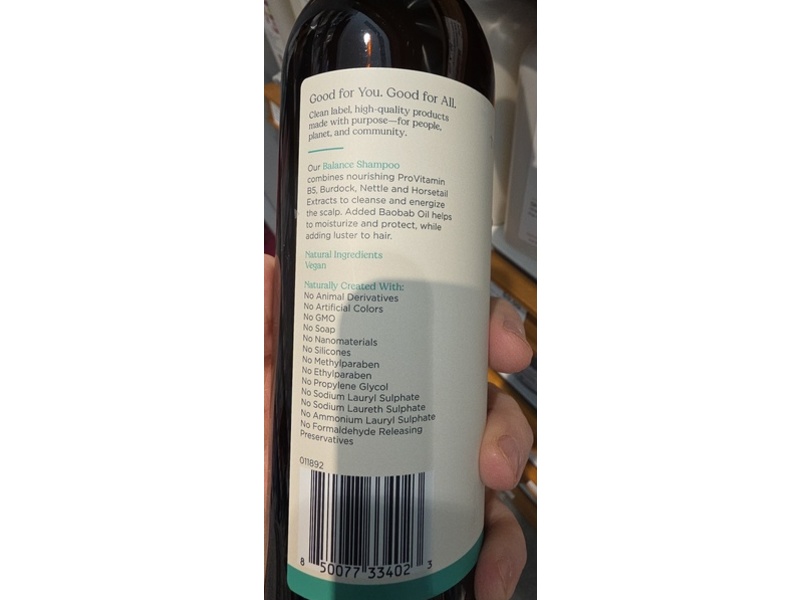 Good for You. Good for All.
Clean label, high-quality products
made with purpose—for people,
planet, and community.
Our Balance Shampoo
combines nourishing ProVitamin
B5, Burdock, Nettle and Horsetail
Extracts to cleanse and energize
the scalp. Added Baobab Oil helps
to moisturize and protect, while
adding luster to hair.
Natural Ingredients
Vegan
Naturally Created With:
No Animal Derivatives
No Artificial Colors
No GMO
No Soap
No Nanomaterials
No Silicones
No Methylparaben
No Ethylparaben
No Propylene Glycol
No Sodium Lauryl Sulphate
No Sodium Laureth Sulphate
No Ammonium Lauryl Sulphate
No Formaldehyde Releasing
Preservatives
011892
8 50077 33402 3